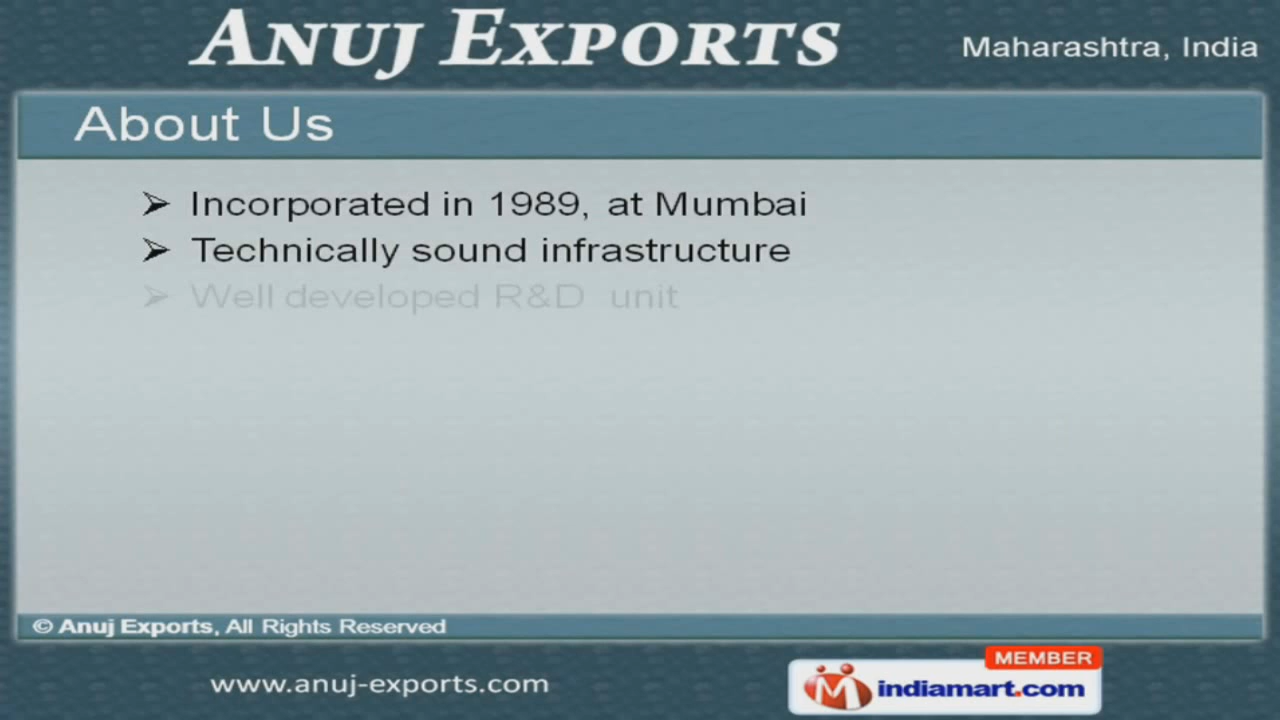 ANUJ EXPORTS
Maharashtra, India
About Us
➢ Incorporated in 1989, at Mumbai
➢ Technically sound infrastructure
➢ Well developed R&D unit
© Anuj Exports, All Rights Reserved
www.anuj-exports.com
MEMBER
indiamart.com